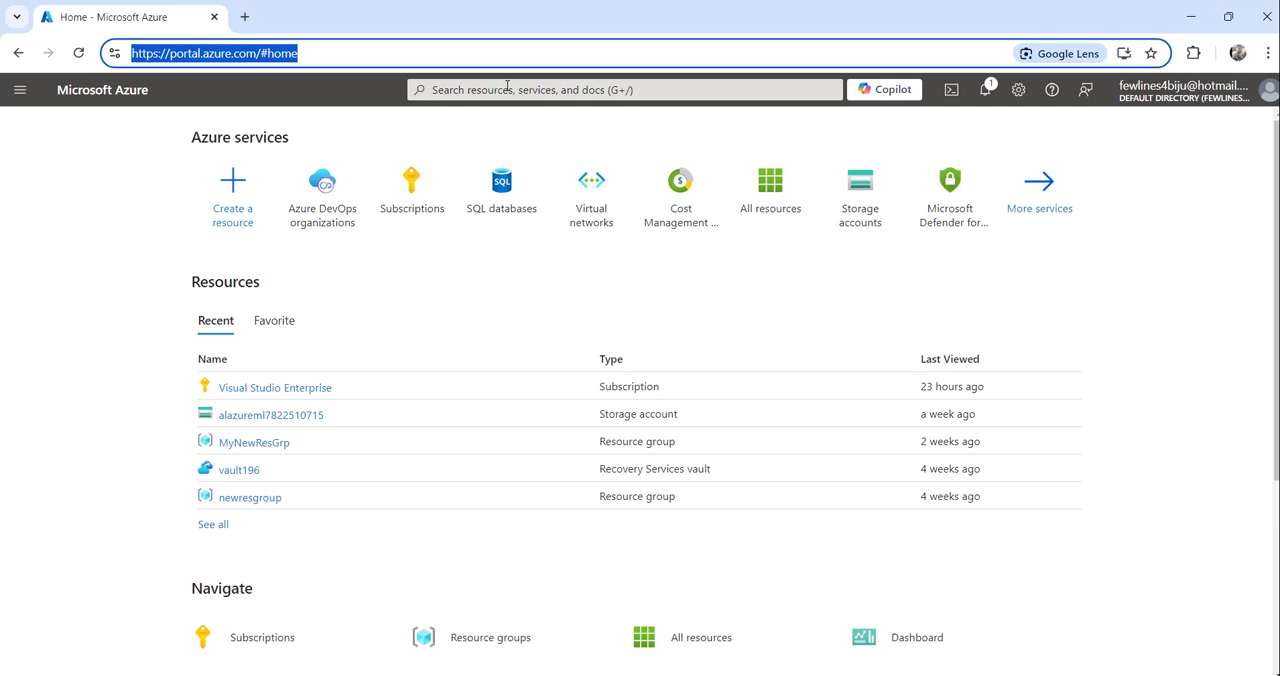 Home - Microsoft Azure
https://portal.azure.com/#home
Google Lens
Microsoft Azure
Search resources, services, and docs (G+/)
Copilot
1
fewlines4biju@hotmail....
DEFAULT DIRECTORY (FEWLINES...
Azure services
Create a
resource
Azure DevOps
organizations
Subscriptions
SQL
SQL databases
Virtual
networks
Cost
Management ...
All resources
Storage
accounts
Microsoft
Defender for...
More services
Resources
Recent
Favorite
Name
Type
Last Viewed
Visual Studio Enterprise
Subscription
23 hours ago
alazureml7822510715
Storage account
a week ago
MyNewResGrp
Resource group
2 weeks ago
vault196
Recovery Services vault
4 weeks ago
newresgroup
Resource group
4 weeks ago
See all
Navigate
Subscriptions
Resource groups
All resources
Dashboard